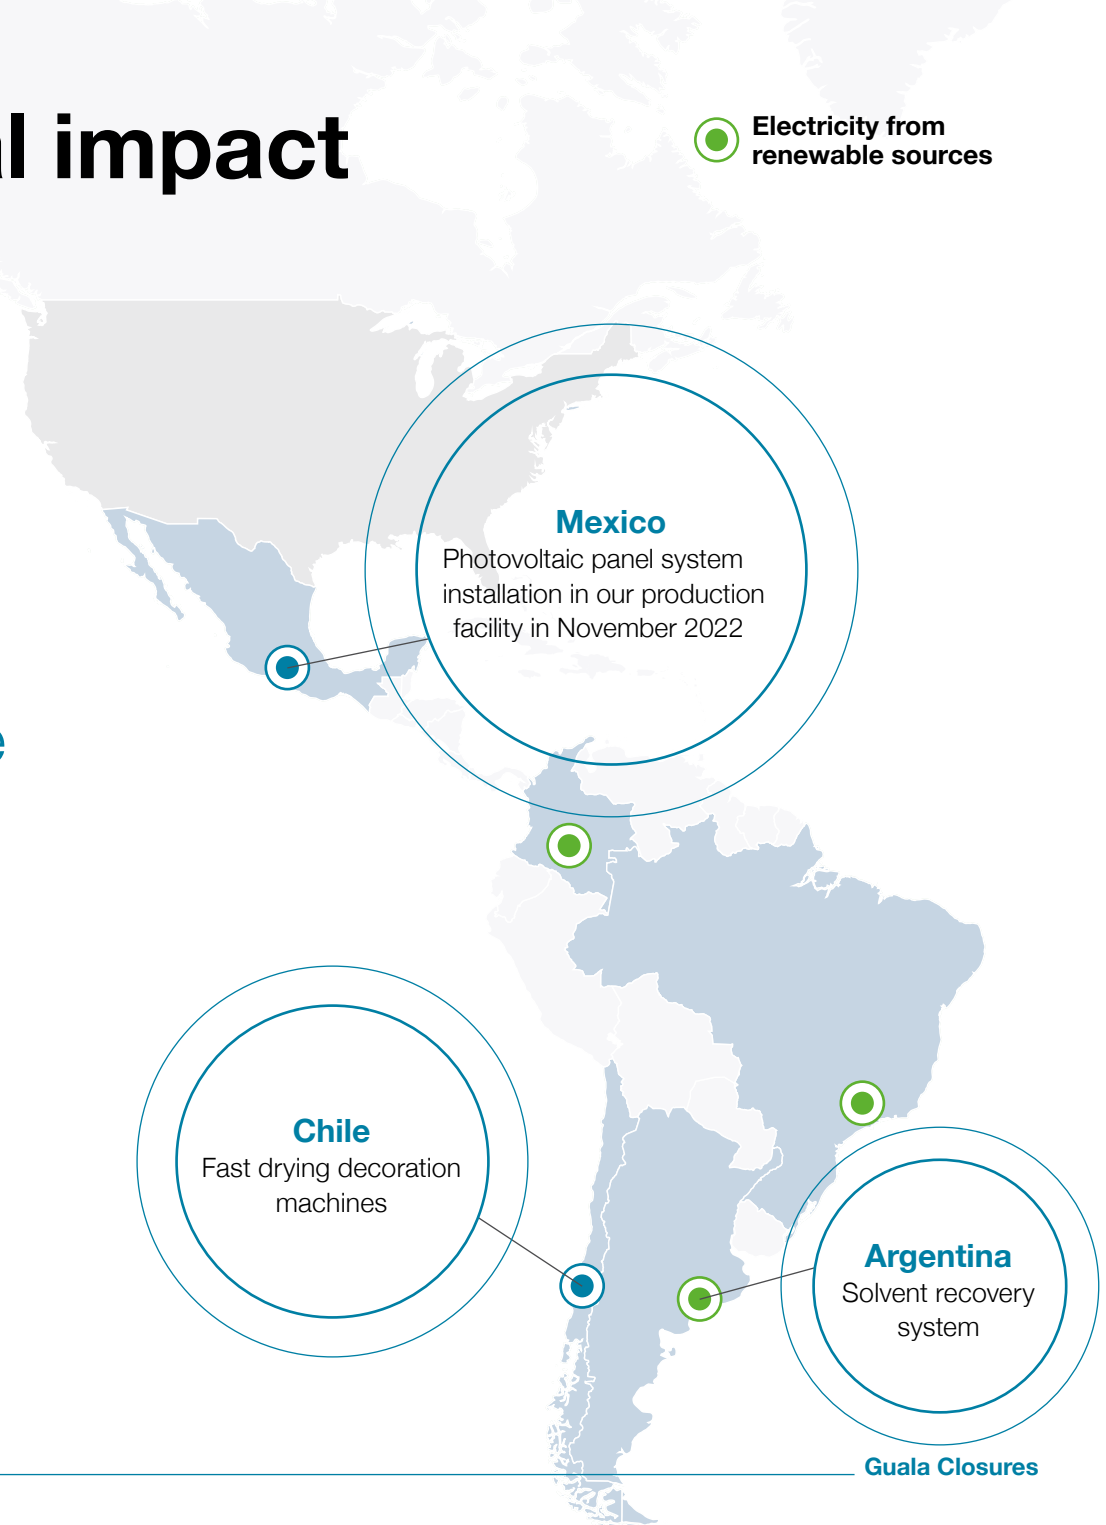 l impact
Electricity from
renewable sources
Mexico
Photovoltaic panel system
installation in our production
facility in November 2022
e
Chile
Fast drying decoration
machines
Argentina
Solvent recovery
system
Guala Closures